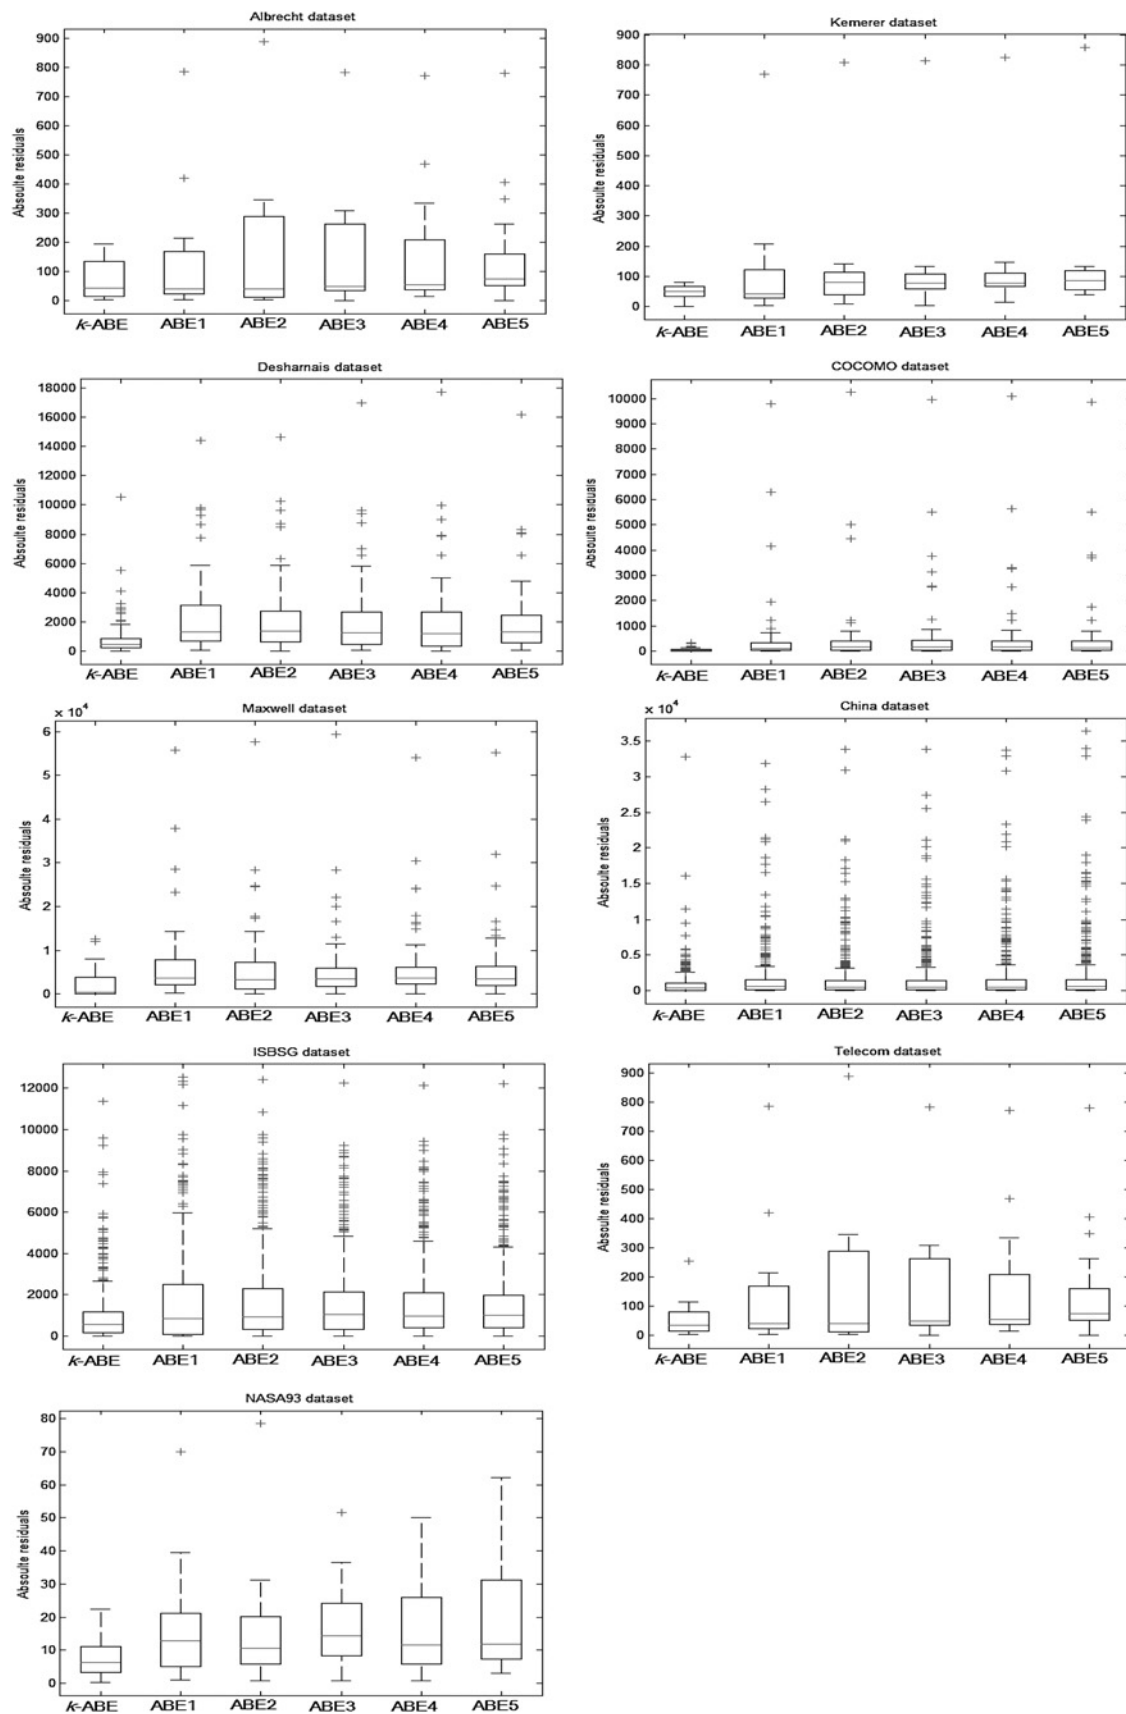 Albrecht dataset
900
800
700
600
500
400
300
200
100
0
Absoulte residuals
k-ABE ABE1 ABE2 ABE3 ABE4 ABE5
Kemerer dataset
900
800
700
600
500
400
300
200
100
0
Absoulte residuals
k-ABE ABE1 ABE2 ABE3 ABE4 ABE5
Desharnais dataset
18000
16000
14000
12000
10000
8000
6000
4000
2000
0
Absoulte residuals
k-ABE ABE1 ABE2 ABE3 ABE4 ABE5
COCOMO dataset
10000
9000
8000
7000
6000
5000
4000
3000
2000
1000
0
Absoulte residuals
k-ABE ABE1 ABE2 ABE3 ABE4 ABE5
Maxwell dataset
x 10^4
6
5
4
3
2
1
0
Absoulte residuals
k-ABE ABE1 ABE2 ABE3 ABE4 ABE5
China dataset
x 10^4
3.5
3
2.5
2
1.5
1
0.5
0
Absoulte residuals
k-ABE ABE1 ABE2 ABE3 ABE4 ABE5
ISBSG dataset
12000
10000
8000
6000
4000
2000
0
Absoulte residuals
k-ABE ABE1 ABE2 ABE3 ABE4 ABE5
Telecom dataset
900
800
700
600
500
400
300
200
100
0
Absoulte residuals
k-ABE ABE1 ABE2 ABE3 ABE4 ABE5
NASA93 dataset
80
70
60
50
40
30
20
10
0
Absoulte residuals
k-ABE ABE1 ABE2 ABE3 ABE4 ABE5